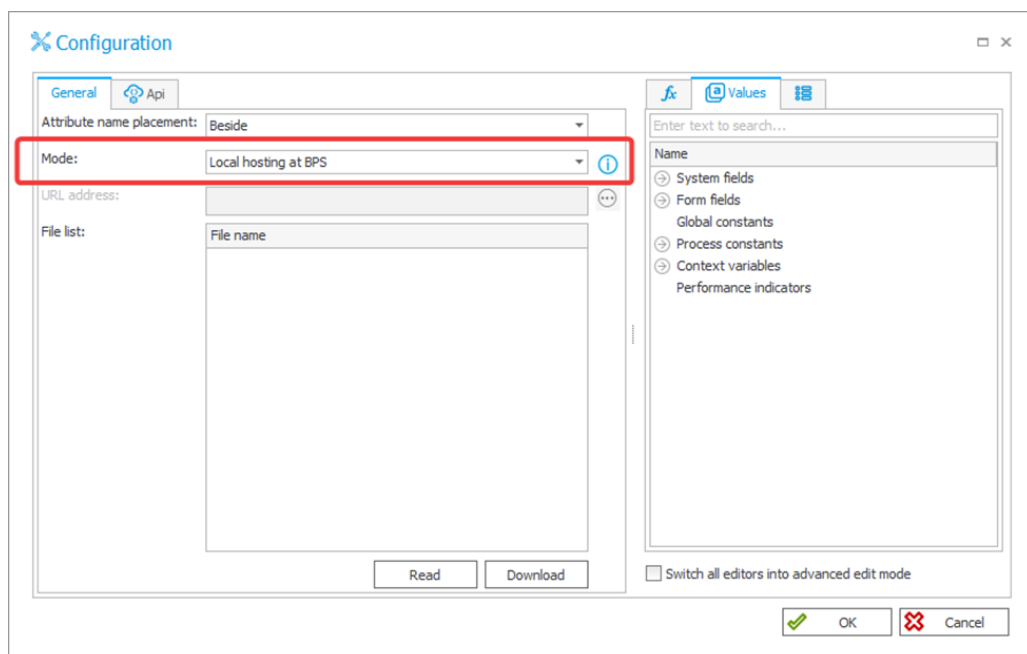 Configuration
General
Api
Attribute name placement:
Beside
Mode:
Local hosting at BPS
URL address:
File list:
File name
Read
Download
fx
Values
Enter text to search...
Name
System fields
Form fields
Global constants
Process constants
Context variables
Performance indicators
Switch all editors into advanced edit mode
OK
Cancel